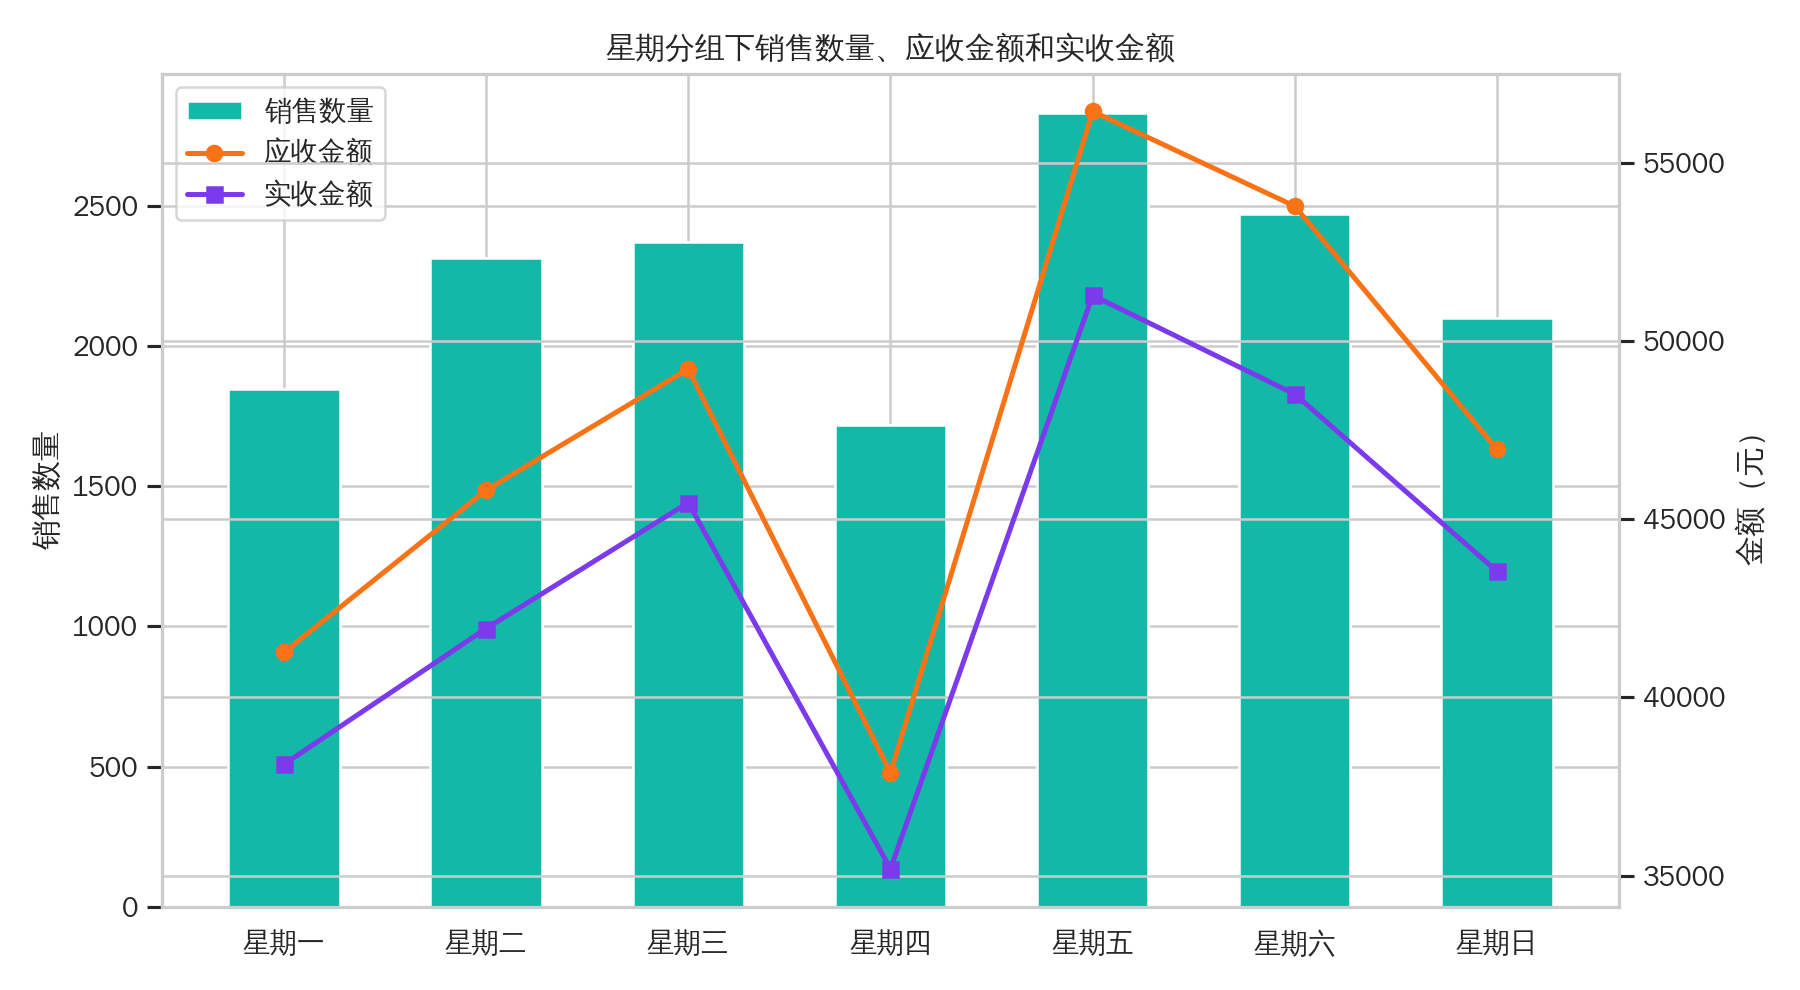 星期分组下销售数量、应收金额和实收金额
销售数量
应收金额
实收金额
2500
2000
1500
1000
500
0
销售数量
55000
50000
45000
40000
35000
金额（元）
星期一
星期二
星期三
星期四
星期五
星期六
星期日